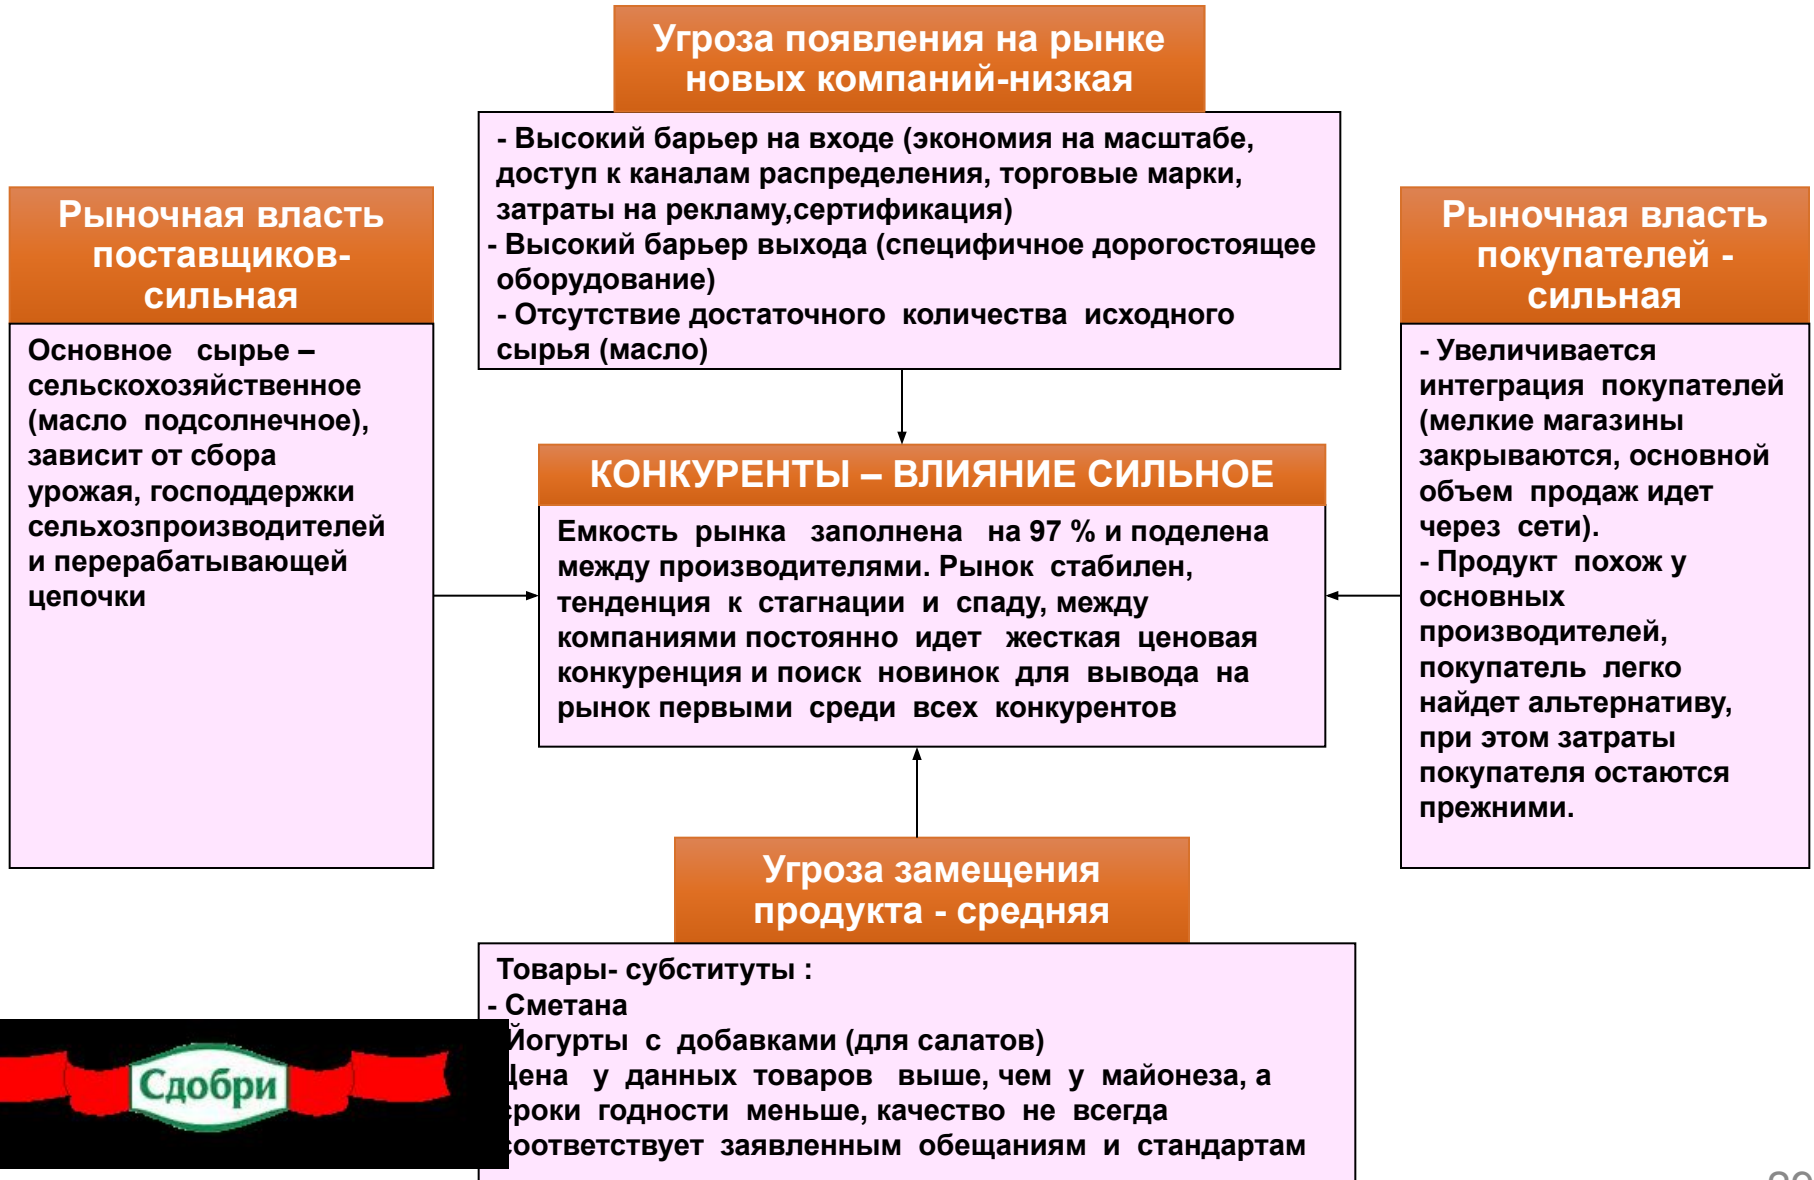 Угроза появления на рынке
новых компаний-низкая
- Высокий барьер на входе (экономия на масштабе,
доступ к каналам распределения, торговые марки,
затраты на рекламу,сертификация)
- Высокий барьер выхода (специфичное дорогостоящее
оборудование)
- Отсутствие достаточного количества исходного
сырья (масло)
Рыночная власть
поставщиков-
сильная
Основное сырье –
сельскохозяйственное
(масло подсолнечное),
зависит от сбора
урожая, господдержки
сельхозпроизводителей
и перерабатывающей
цепочки
КОНКУРЕНТЫ – ВЛИЯНИЕ СИЛЬНОЕ
Емкость рынка заполнена на 97 % и поделена
между производителями. Рынок стабилен,
тенденция к стагнации и спаду, между
компаниями постоянно идет жесткая ценовая
конкуренция и поиск новинок для вывода на
рынок первыми среди всех конкурентов
Рыночная власть
покупателей -
сильная
- Увеличивается
интеграция покупателей
(мелкие магазины
закрываются, основной
объем продаж идет
через сети).
- Продукт похож у
основных
производителей,
покупатель легко
найдет альтернативу,
при этом затраты
покупателя остаются
прежними.
Угроза замещения
продукта - средняя
Товары- субституты :
- Сметана
Йогурты с добавками (для салатов)
Цена у данных товаров выше, чем у майонеза, а
сроки годности меньше, качество не всегда
соответствует заявленным обещаниям и стандартам
Сдобри